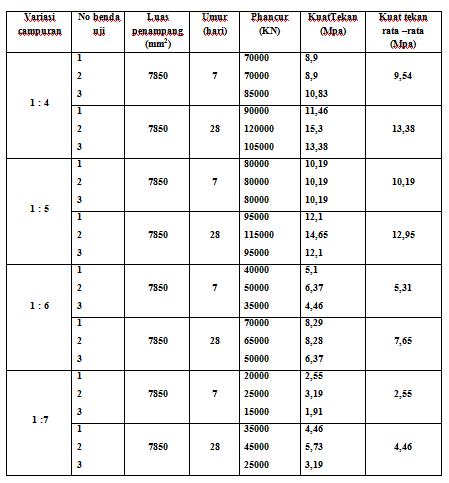 Variasi campuran No benda uji Luas penampang (mm²) Umur (hari) Phancur (KN) KuatTekan (Mpa) Kuat tekan rata –rata (Mpa)
1 : 4
1 70000 8,9
2 7850 7 70000 8,9 9,54
3 85000 10,83
1 90000 11,46
2 7850 28 120000 15,3 13,38
3 105000 13,38
1 : 5
1 80000 10,19
2 7850 7 80000 10,19 10,19
3 80000 10,19
1 95000 12,1
2 7850 28 115000 14,65 12,95
3 95000 12,1
1 : 6
1 40000 5,1
2 7850 7 50000 6,37 5,31
3 35000 4,46
1 70000 8,29
2 7850 28 65000 8,28 7,65
3 50000 6,37
1 :7
1 20000 2,55
2 7850 7 25000 3,19 2,55
3 15000 1,91
1 35000 4,46
2 7850 28 45000 5,73 4,46
3 25000 3,19